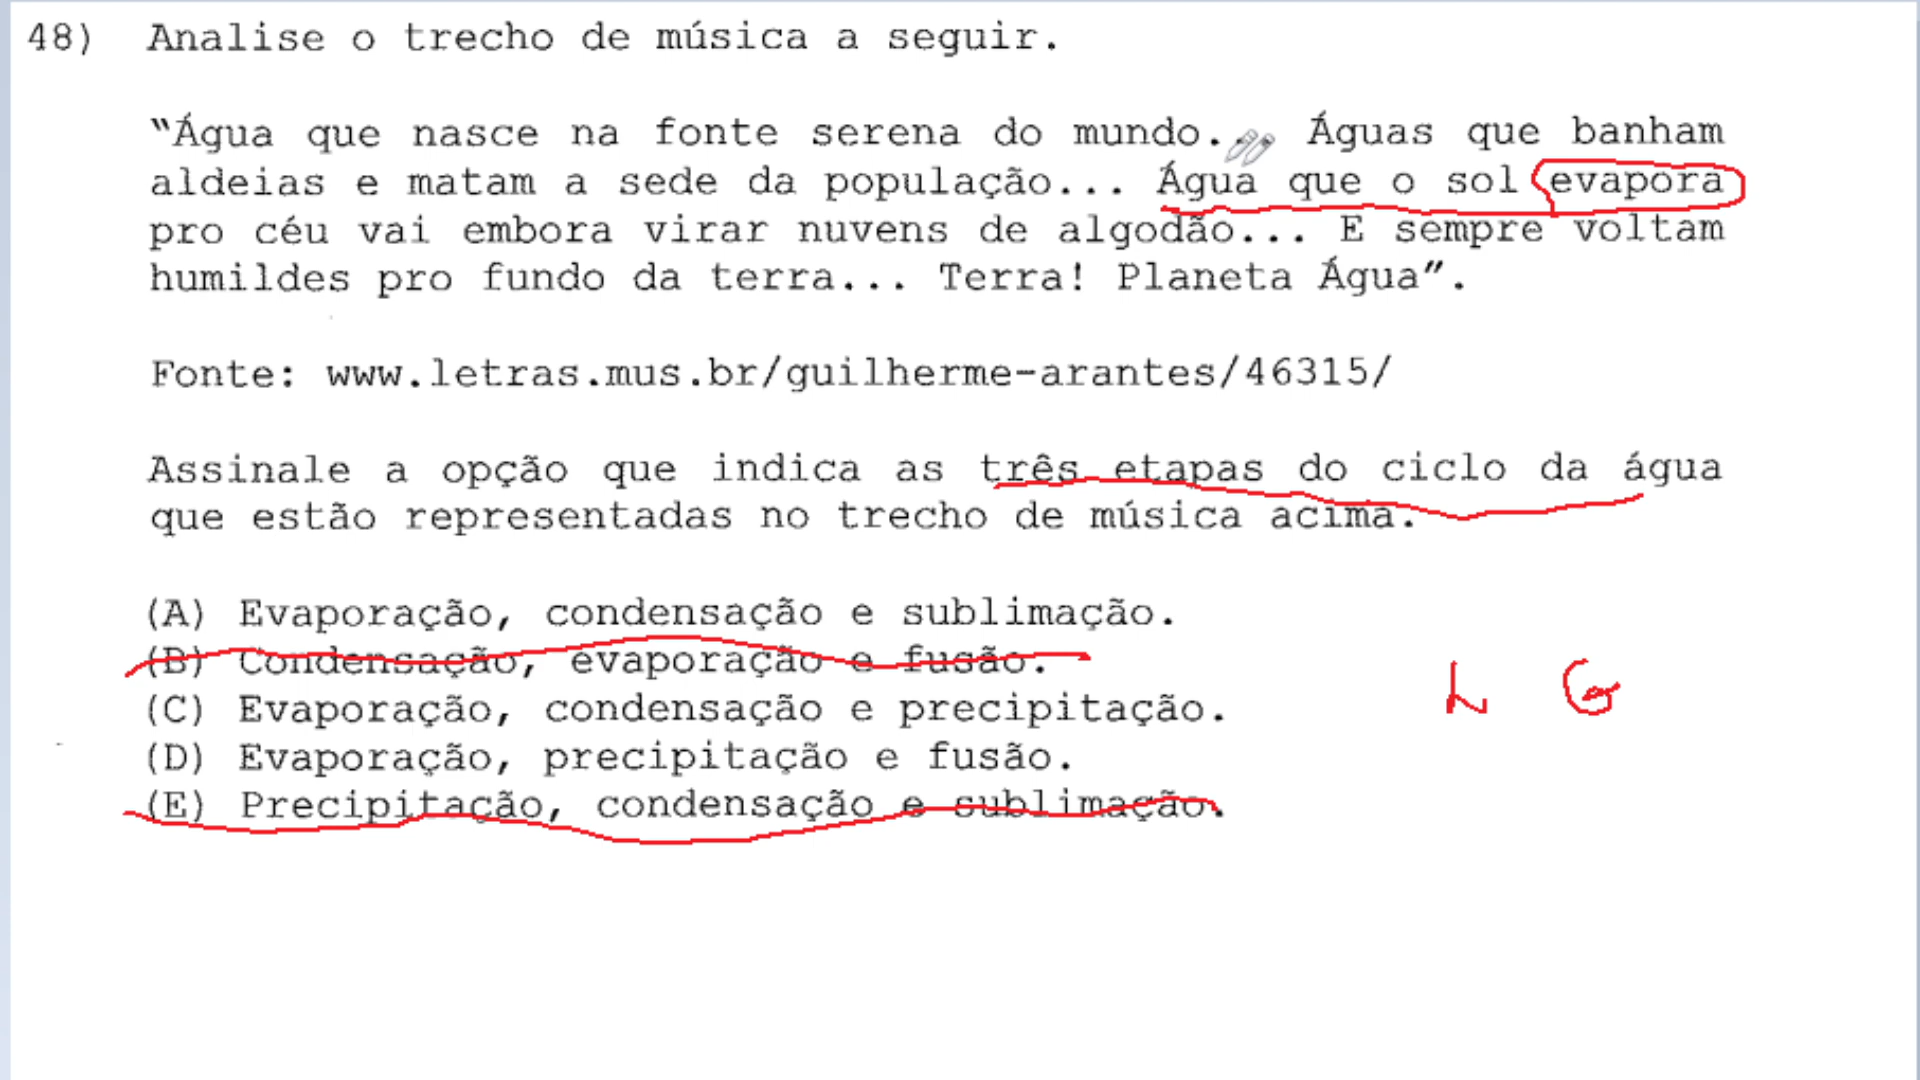 48) Analise o trecho de música a seguir.
"Água que nasce na fonte serena do mundo... Águas que banham
aldeias e matam a sede da população... Água que o sol evapora
pro céu vai embora virar nuvens de algodão... E sempre voltam
humildes pro fundo da terra... Terra! Planeta Água".
Fonte: www.letras.mus.br/guilherme-arantes/46315/
Assinale a opção que indica as três etapas do ciclo da água
que estão representadas no trecho de música acima.
(A) Evaporação, condensação e sublimação.
(B) Condensação, evaporação e fusão.
(C) Evaporação, condensação e precipitação.
(D) Evaporação, precipitação e fusão.
(E) Precipitação, condensação e sublimação.
L G